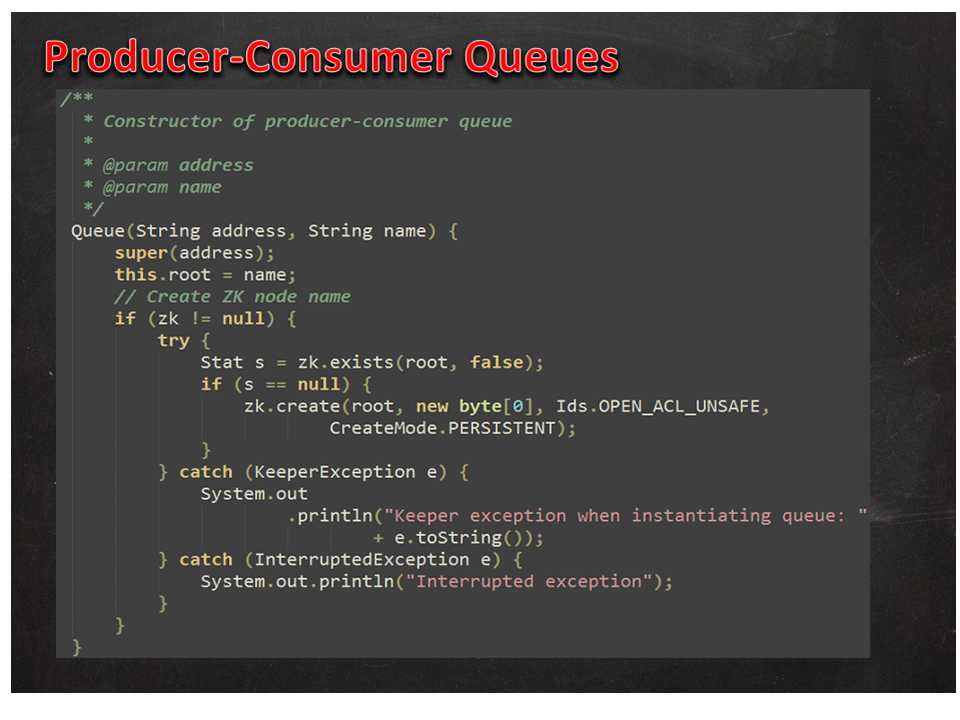 Producer-Consumer Queues
/**
 * Constructor of producer-consumer queue
 *
 * @param address
 * @param name
 */
Queue(String address, String name) {
    super(address);
    this.root = name;
    // Create ZK node name
    if (zk != null) {
        try {
            Stat s = zk.exists(root, false);
            if (s == null) {
                zk.create(root, new byte[0], Ids.OPEN_ACL_UNSAFE,
                        CreateMode.PERSISTENT);
            }
        } catch (KeeperException e) {
            System.out
                    .println("Keeper exception when instantiating queue: "
                            + e.toString());
        } catch (InterruptedException e) {
            System.out.println("Interrupted exception");
        }
    }
}